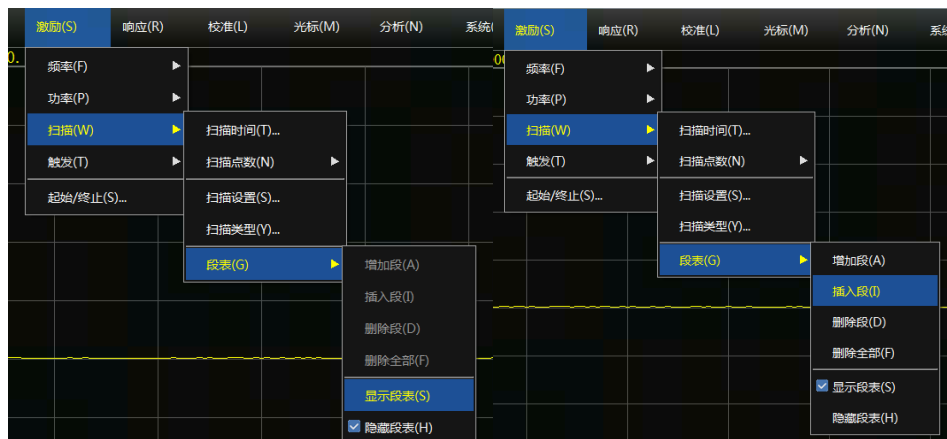 激励(S) 响应(R) 校准(L) 光标(M) 分析(N) 系统(
0.
频率(F)
功率(P)
扫描(W)
触发(T)
起始/终止(S)...
扫描时间(T)...
扫描点数(N)
扫描设置(S)...
扫描类型(Y)...
段表(G)
增加段(A)
插入段(I)
删除段(D)
删除全部(F)
显示段表(S)
隐藏段表(H)
激励(S) 响应(R) 校准(L) 光标(M) 分析(N) 系
频率(F)
功率(P)
扫描(W)
触发(T)
起始/终止(S)...
扫描时间(T)...
扫描点数(N)
扫描设置(S)...
扫描类型(Y)...
段表(G)
增加段(A)
插入段(I)
删除段(D)
删除全部(F)
显示段表(S)
隐藏段表(H)